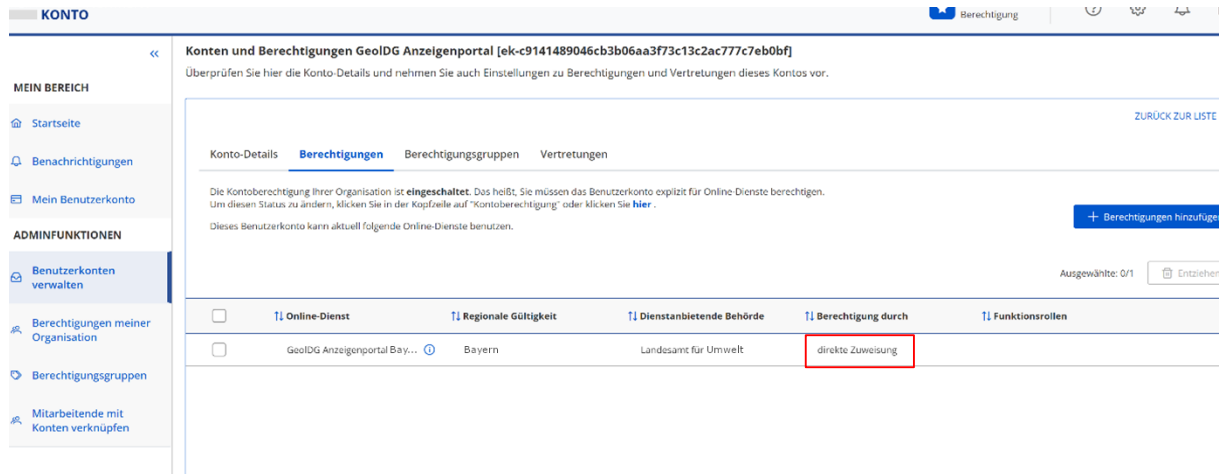 KONTO
Berechtigung
MEIN BEREICH
Startseite
Benachrichtigungen
Mein Benutzerkonto
ADMINFUNKTIONEN
Benutzerkonten
verwalten
Berechtigungen meiner
Organisation
Berechtigungsgruppen
Mitarbeitende mit
Konten verknüpfen
Konten und Berechtigungen GeolDG Anzeigenportal [ek-c9141489046cb3b06aa3f73c13c2ac777c7eb0bf]
Überprüfen Sie hier die Konto-Details und nehmen Sie auch Einstellungen zu Berechtigungen und Vertretungen dieses Kontos vor.
ZURÜCK ZUR LISTE
Konto-Details Berechtigungen Berechtigungsgruppen Vertretungen
Die Kontoberechtigung Ihrer Organisation ist eingeschaltet. Das heißt, Sie müssen das Benutzerkonto explizit für Online-Dienste berechtigen.
Um diesen Status zu ändern, klicken Sie in der Kopfzeile auf "Kontoberechtigung" oder klicken Sie hier .
Dieses Benutzerkonto kann aktuell folgende Online-Dienste benutzen.
+ Berechtigungen hinzufüge
Ausgewählte: 0/1 Entziehen
Online-Dienst Regionale Gültigkeit Dienstanbietende Behörde Berechtigung durch Funktionsrollen
GeolDG Anzeigenportal Bay... Bayern Landesamt für Umwelt direkte Zuweisung